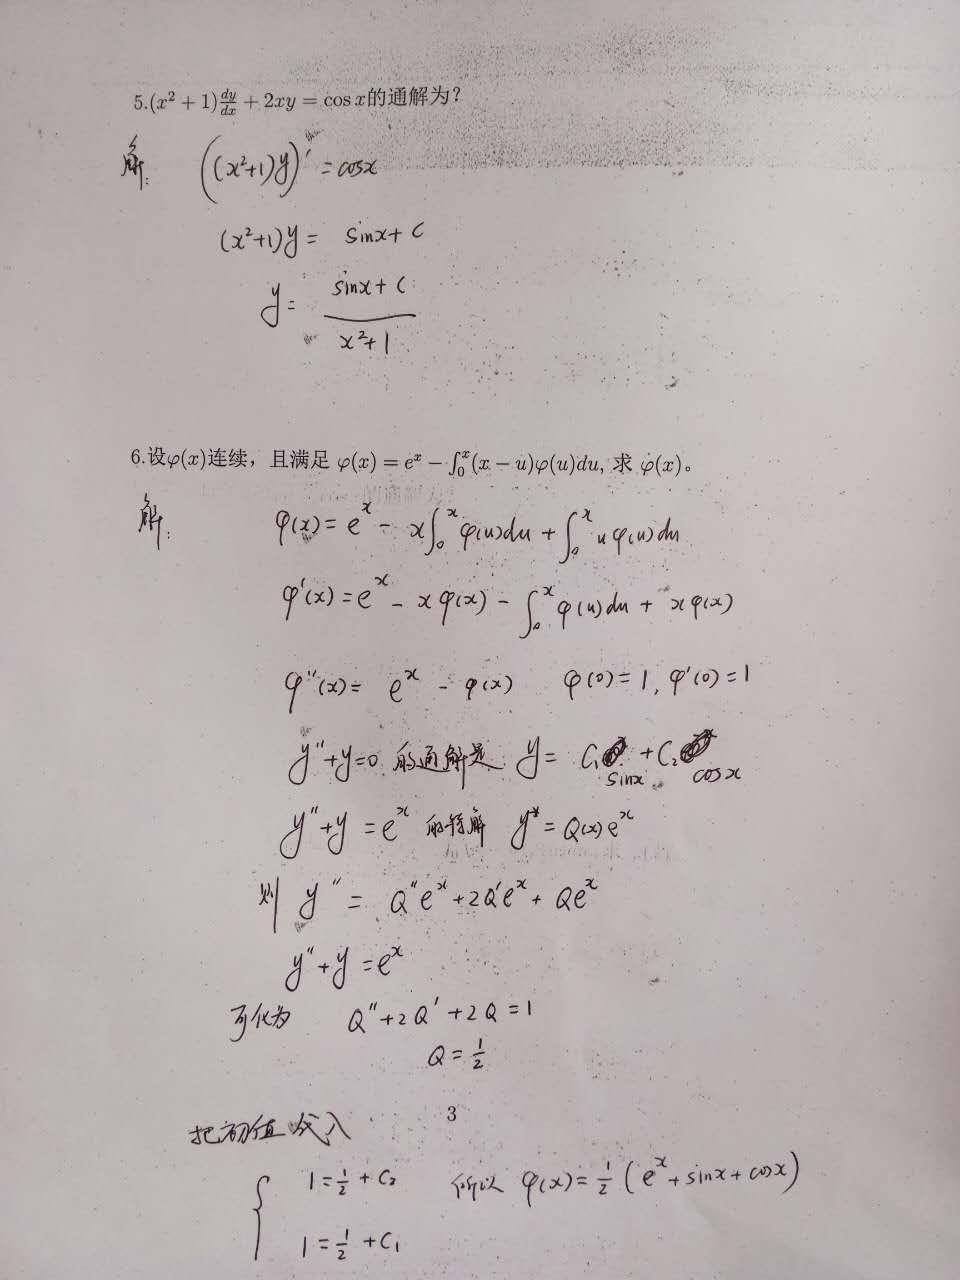 5.(x² + 1)dy/dx + 2xy = cos x的通解为?
解: ((x²+1)y)' = cosx
(x²+1)y = sinx + C
y = (sinx + C)/(x²+1)
6.设φ(x)连续，且满足 φ(x) = eˣ − ∫₀ˣ(x − u)φ(u)du, 求 φ(x)。
解: φ(x) = eˣ − x∫₀ˣ φ(u)du + ∫₀ˣ uφ(u)du
φ'(x) = eˣ − xφ(x) − ∫₀ˣ φ(u)du + xφ(x)
φ''(x) = eˣ − φ(x) φ(0)=1, φ'(0)=1
y''+y=0 的通解是 y= C₁ sinx + C₂ cosx
y''+y = eˣ 的特解 y* = Q(x)eˣ
则 y'' = Q''eˣ + 2Q'eˣ + Qeˣ
y''+y = eˣ
可化为 Q''+2Q'+2Q=1
Q = 1/2
3
把初值代入
{ 1 = 1/2 + C₂ 所以 φ(x) = 1/2 (eˣ + sinx + cosx)
1 = 1/2 + C₁